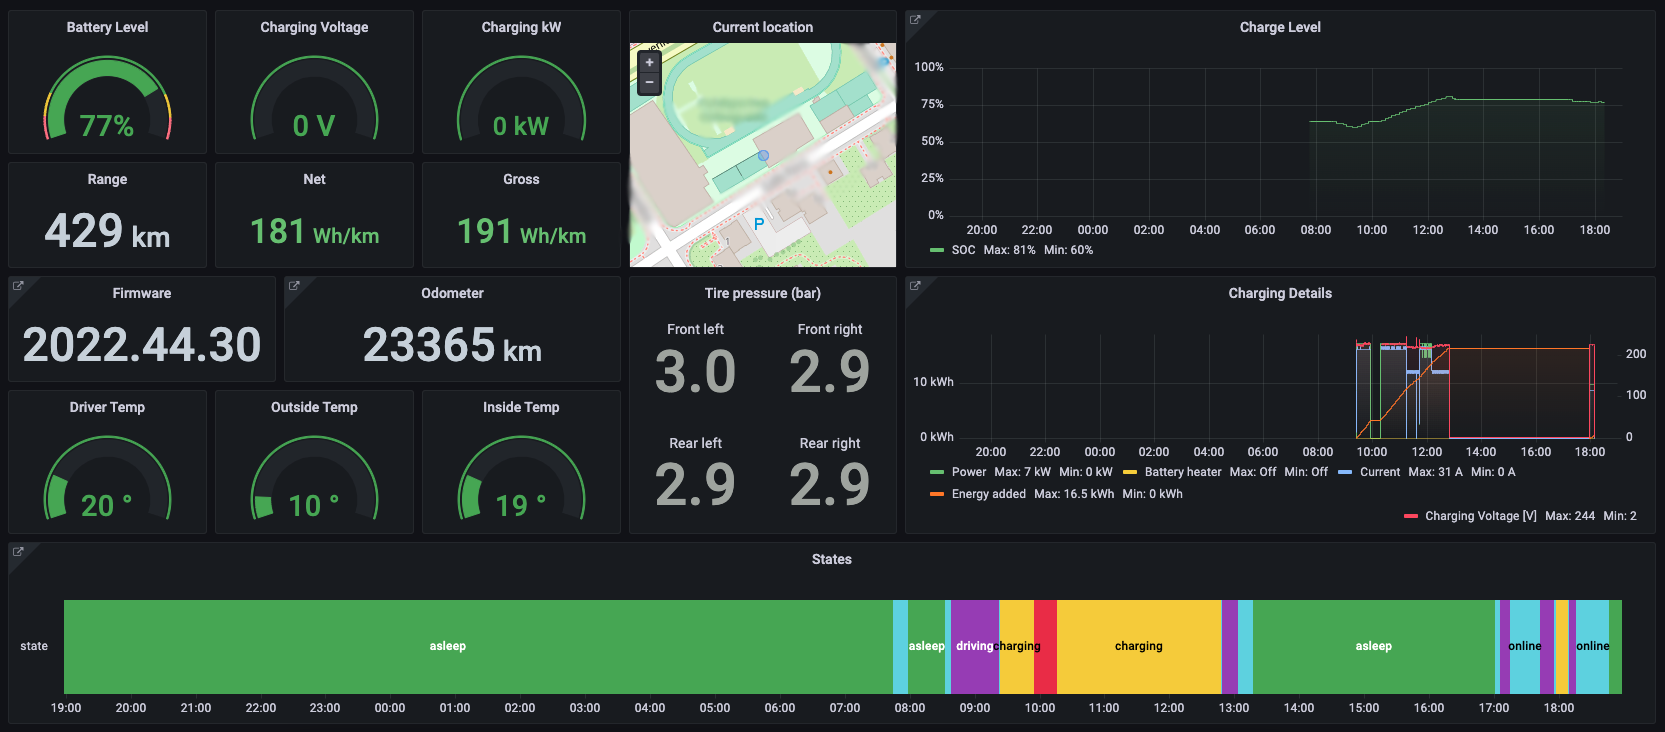 Battery Level
77%
Charging Voltage
0 V
Charging kW
0 kW
Current location
+
−
P
1
Charge Level
100%
75%
50%
25%
0%
20:00 22:00 00:00 02:00 04:00 06:00 08:00 10:00 12:00 14:00 16:00 18:00
SOC Max: 81% Min: 60%
Range
429 km
Net
181 Wh/km
Gross
191 Wh/km
Firmware
2022.44.30
Odometer
23365 km
Tire pressure (bar)
Front left
3.0
Front right
2.9
Rear left
2.9
Rear right
2.9
Charging Details
10 kWh
0 kWh
200
100
0
20:00 22:00 00:00 02:00 04:00 06:00 08:00 10:00 12:00 14:00 16:00 18:00
Power Max: 7 kW Min: 0 kW Battery heater Max: Off Min: Off Current Max: 31 A Min: 0 A
Energy added Max: 16.5 kWh Min: 0 kWh
Charging Voltage [V] Max: 244 Min: 2
Driver Temp
20 °
Outside Temp
10 °
Inside Temp
19 °
States
state
asleep asleep driving charging charging asleep online online
19:00 20:00 21:00 22:00 23:00 00:00 01:00 02:00 03:00 04:00 05:00 06:00 07:00 08:00 09:00 10:00 11:00 12:00 13:00 14:00 15:00 16:00 17:00 18:00